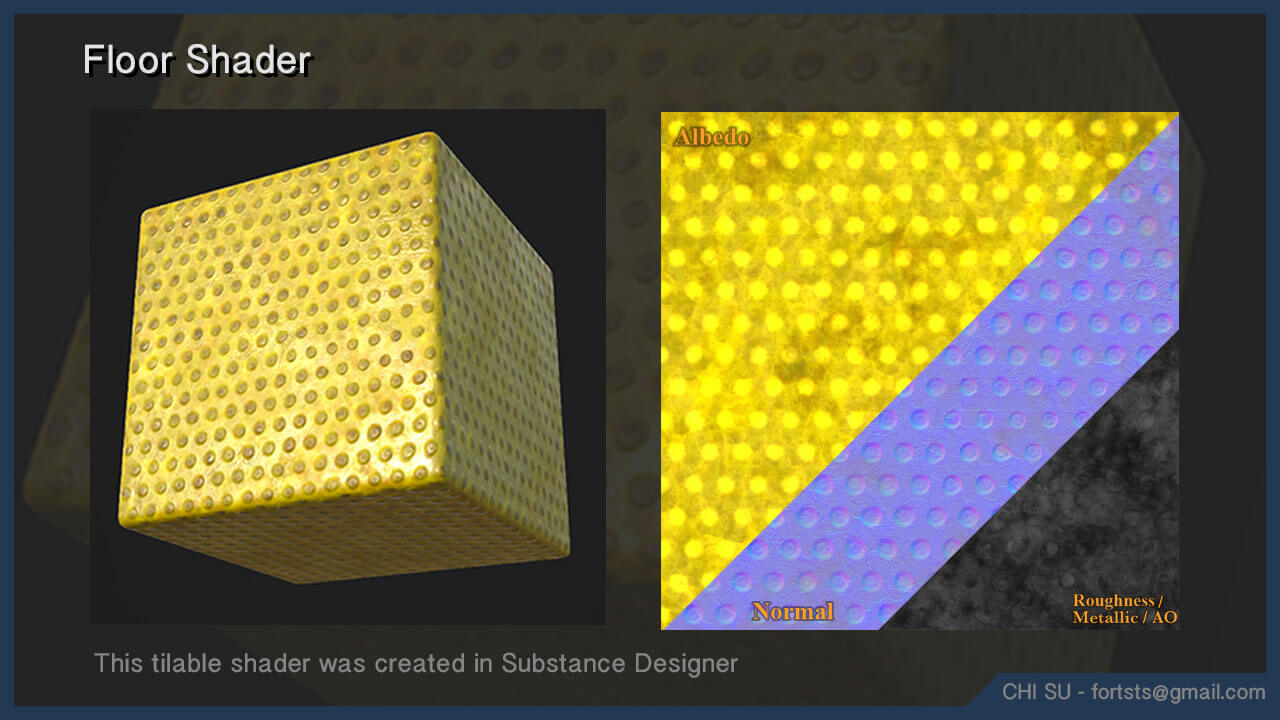 Floor Shader
Albedo
Normal
Roughness /
Metallic / AO
This tilable shader was created in Substance Designer
CHI SU - fortsts@gmail.com